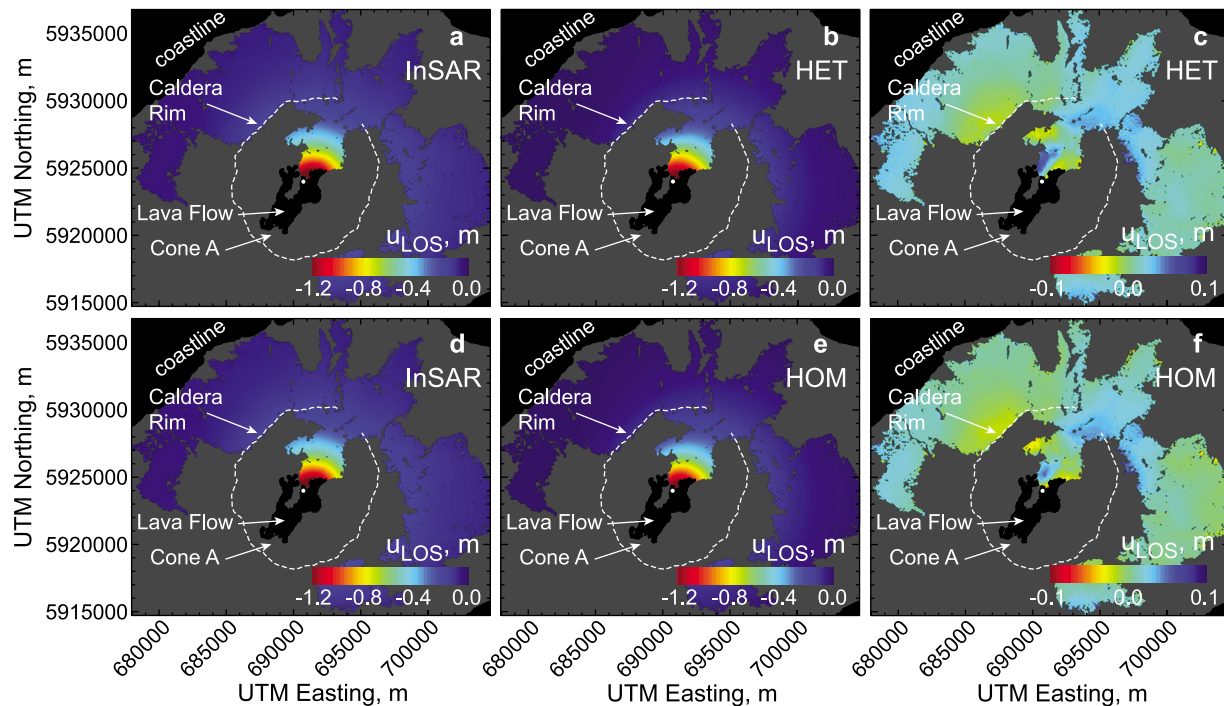 5935000
5930000
5925000
5920000
5915000
UTM Northing, m
coastline
a
InSAR
Caldera
Rim
Lava Flow
Cone A
uLOS, m
-1.2 -0.8 -0.4 0.0
coastline
b
HET
Caldera
Rim
Lava Flow
Cone A
uLOS, m
-1.2 -0.8 -0.4 0.0
coastline
c
HET
Caldera
Rim
Lava Flow
Cone A
uLOS, m
-0.1 0.0 0.1
5935000
5930000
5925000
5920000
5915000
UTM Northing, m
coastline
d
InSAR
Caldera
Rim
Lava Flow
Cone A
uLOS, m
-1.2 -0.8 -0.4 0.0
coastline
e
HOM
Caldera
Rim
Lava Flow
Cone A
uLOS, m
-1.2 -0.8 -0.4 0.0
coastline
f
HOM
Caldera
Rim
Lava Flow
Cone A
uLOS, m
-0.1 0.0 0.1
680000 685000 690000 695000 700000
UTM Easting, m
680000 685000 690000 695000 700000
UTM Easting, m
680000 685000 690000 695000 700000
UTM Easting, m